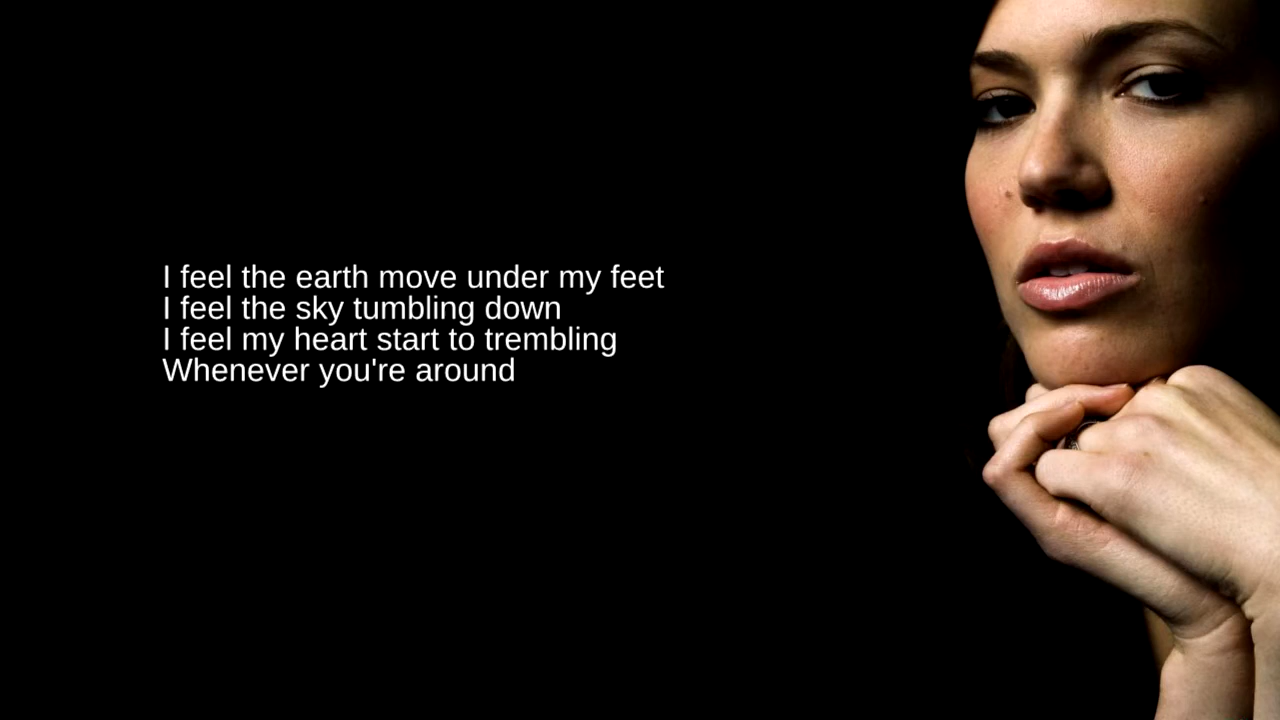 I feel the earth move under my feet
I feel the sky tumbling down
I feel my heart start to trembling
Whenever you're around